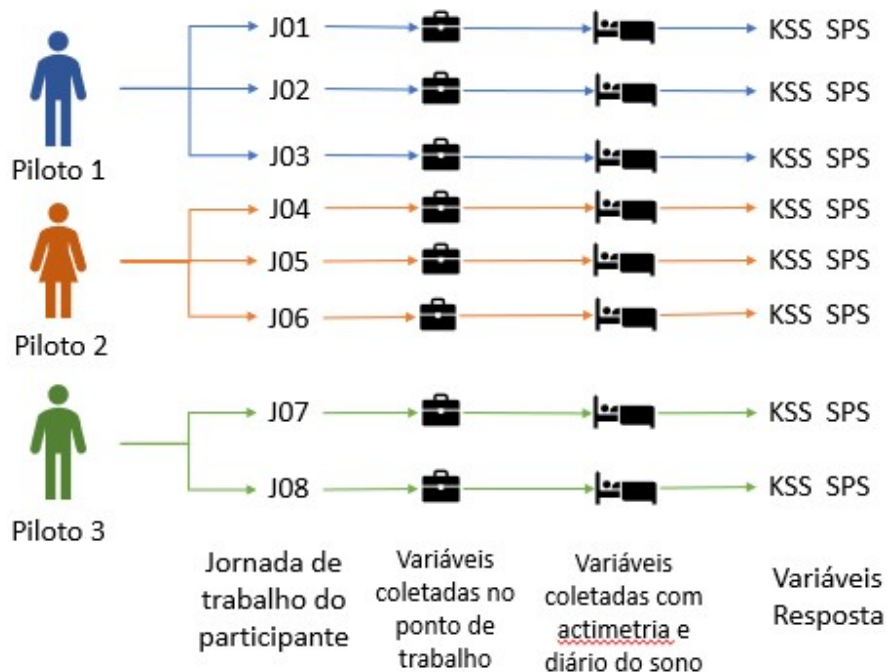 J01 KSS SPS
J02 KSS SPS
Piloto 1
J03 KSS SPS
J04 KSS SPS
J05 KSS SPS
Piloto 2
J06 KSS SPS
J07 KSS SPS
J08 KSS SPS
Piloto 3
Jornada de
trabalho do
participante
Variáveis
coletadas no
ponto de
trabalho
Variáveis
coletadas com
actimetria e
diário do sono
Variáveis
Resposta